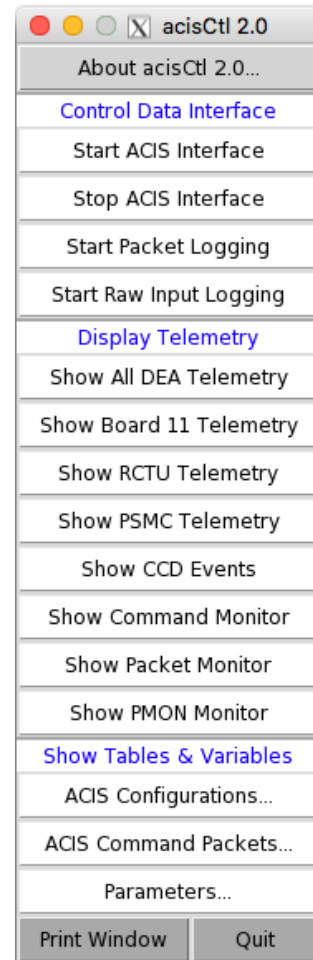 acisCtl 2.0
About acisCtl 2.0...
Control Data Interface
Start ACIS Interface
Stop ACIS Interface
Start Packet Logging
Start Raw Input Logging
Display Telemetry
Show All DEA Telemetry
Show Board 11 Telemetry
Show RCTU Telemetry
Show PSMC Telemetry
Show CCD Events
Show Command Monitor
Show Packet Monitor
Show PMON Monitor
Show Tables & Variables
ACIS Configurations...
ACIS Command Packets...
Parameters...
Print Window Quit